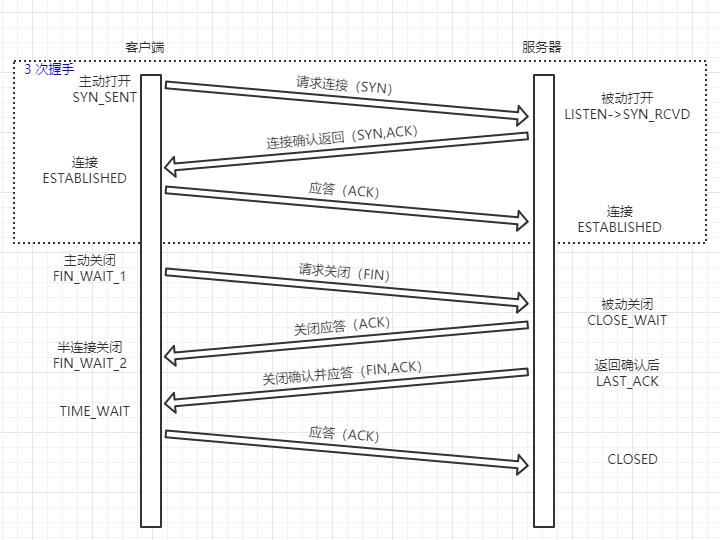 客户端
服务器
3 次握手
主动打开
SYN_SENT
请求连接（SYN）
被动打开
LISTEN->SYN_RCVD
连接确认返回（SYN,ACK）
连接
ESTABLISHED
应答（ACK）
连接
ESTABLISHED
主动关闭
FIN_WAIT_1
请求关闭（FIN）
被动关闭
CLOSE_WAIT
关闭应答（ACK）
半连接关闭
FIN_WAIT_2
返回确认后
LAST_ACK
关闭确认并应答（FIN,ACK）
TIME_WAIT
应答（ACK）
CLOSED